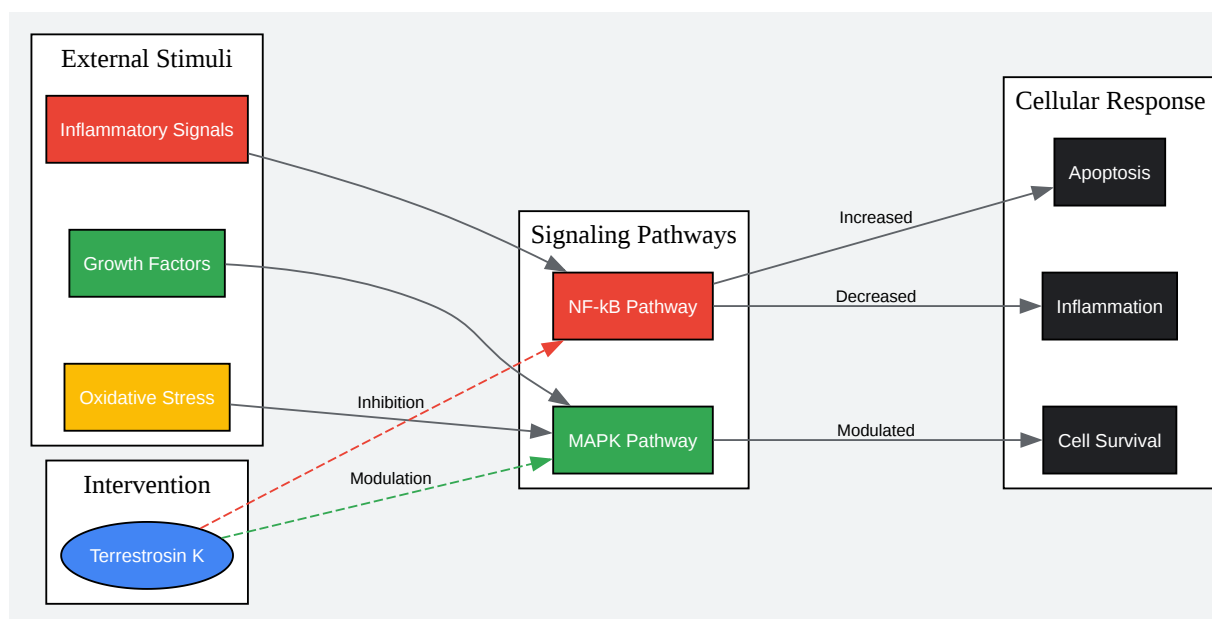 External Stimuli
Inflammatory Signals
Growth Factors
Oxidative Stress
Intervention
Terrestrosin K
Inhibition
Modulation
Signaling Pathways
NF-kB Pathway
MAPK Pathway
Increased
Decreased
Modulated
Cellular Response
Apoptosis
Inflammation
Cell Survival